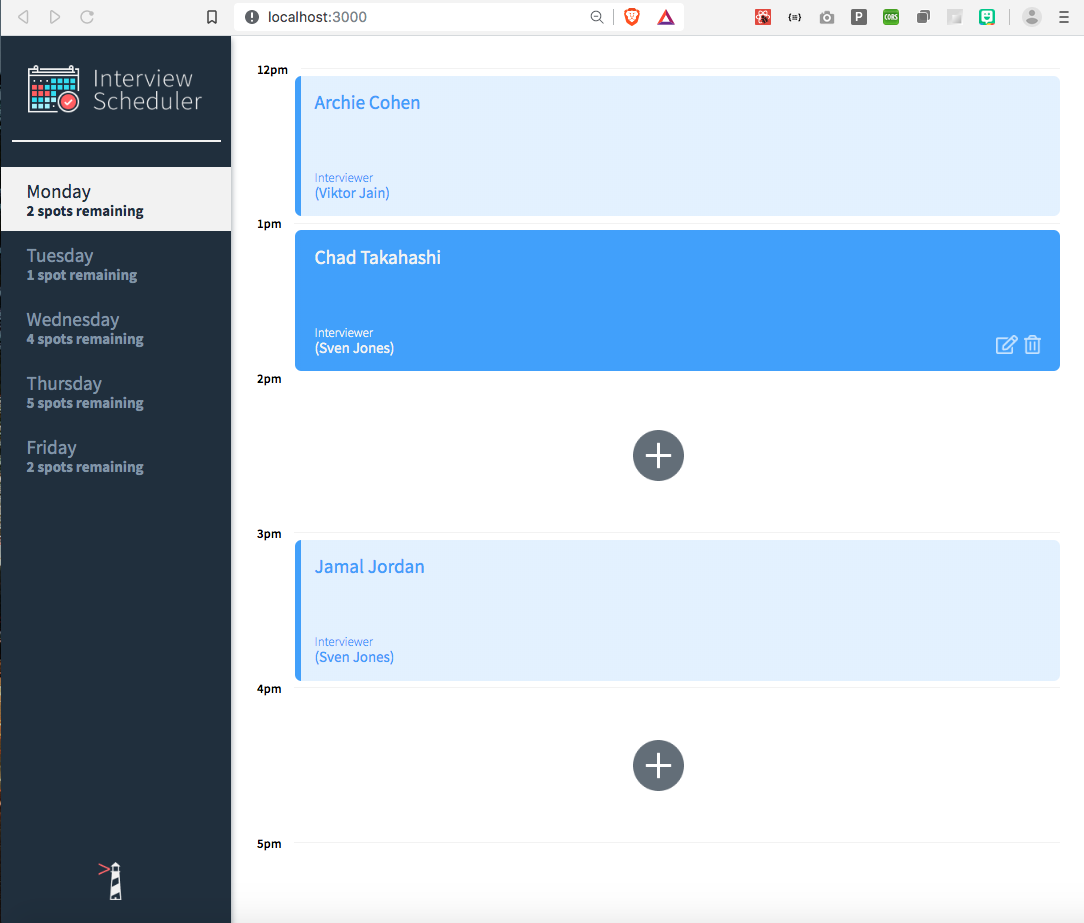 localhost:3000
P
CORS
Interview
Scheduler
Monday
2 spots remaining
Tuesday
1 spot remaining
Wednesday
4 spots remaining
Thursday
5 spots remaining
Friday
2 spots remaining
12pm
Archie Cohen
Interviewer
(Viktor Jain)
1pm
Chad Takahashi
Interviewer
(Sven Jones)
2pm
3pm
Jamal Jordan
Interviewer
(Sven Jones)
4pm
5pm